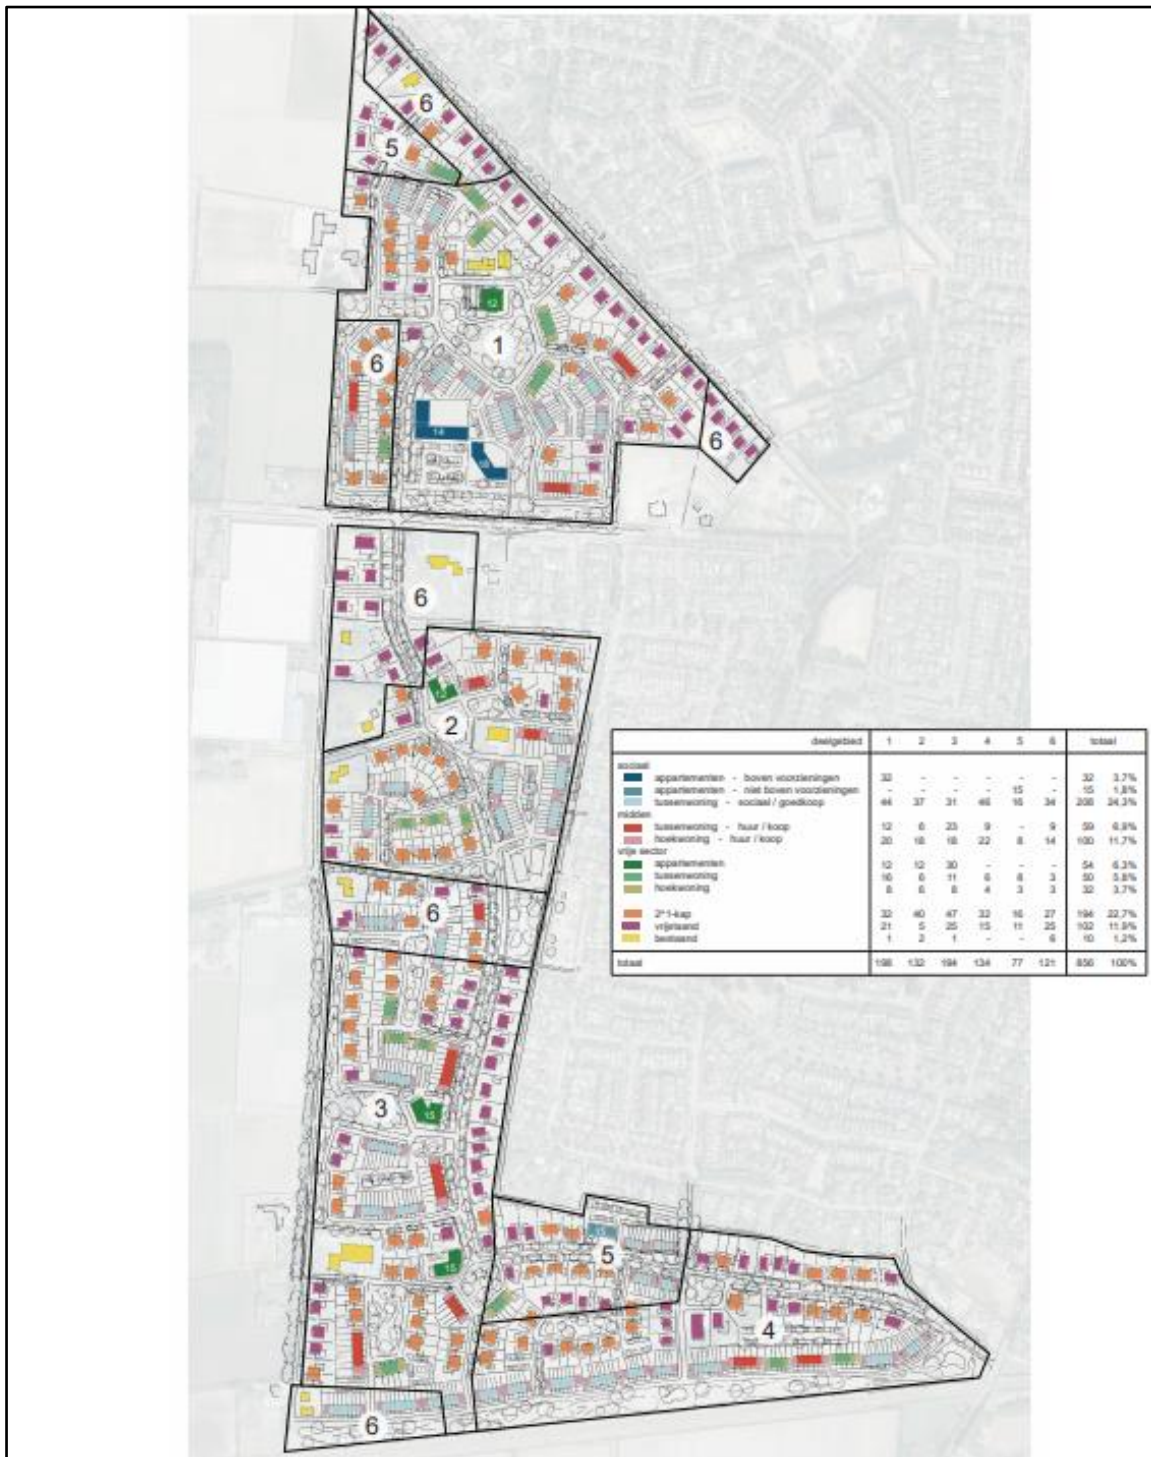 6
5
12
1
6
14
18
6
6
12
2
6
3
15
15
15
5
4
6
deelgebied 1 2 3 4 5 6 totaal
sociaal
appartementen - boven voorzieningen 32 - - - - - 32 3,7%
appartementen - niet boven voorzieningen - - - - 15 - 15 1,8%
tussenwoning - sociaal / goedkoop 44 37 31 46 16 34 208 24,3%
midden
tussenwoning - huur / koop 12 6 23 9 - 9 59 6,9%
hoekwoning - huur / koop 20 18 18 22 8 14 100 11,7%
vrije sector
appartementen 12 12 30 - - - 54 6,3%
tussenwoning 16 6 11 6 8 3 50 5,8%
hoekwoning 8 6 8 4 3 3 32 3,7%
2^1-kap 32 40 47 32 16 27 194 22,7%
vrijstaand 21 5 25 15 11 25 102 11,9%
bestaand 1 2 1 - - 6 10 1,2%
totaal 198 132 194 134 77 121 856 100%